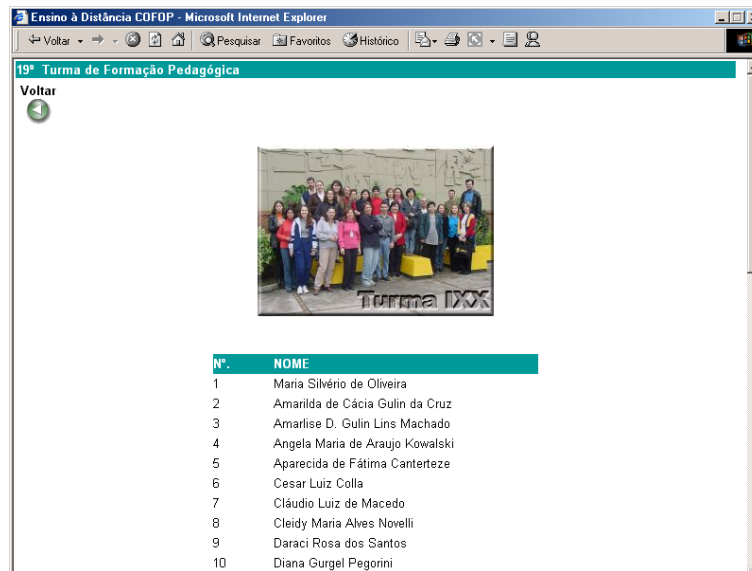 Ensino à Distância COFOP - Microsoft Internet Explorer
Voltar Pesquisar Favoritos Histórico
19ª Turma de Formação Pedagógica
Voltar
Turma IXX
Nº. NOME
1 Maria Silvério de Oliveira
2 Amarilda de Cácia Gulin da Cruz
3 Amarlise D. Gulin Lins Machado
4 Angela Maria de Araujo Kowalski
5 Aparecida de Fátima Canterteze
6 Cesar Luiz Colla
7 Cláudio Luiz de Macedo
8 Cleidy Maria Alves Novelli
9 Daraci Rosa dos Santos
10 Diana Gurgel Pegorini